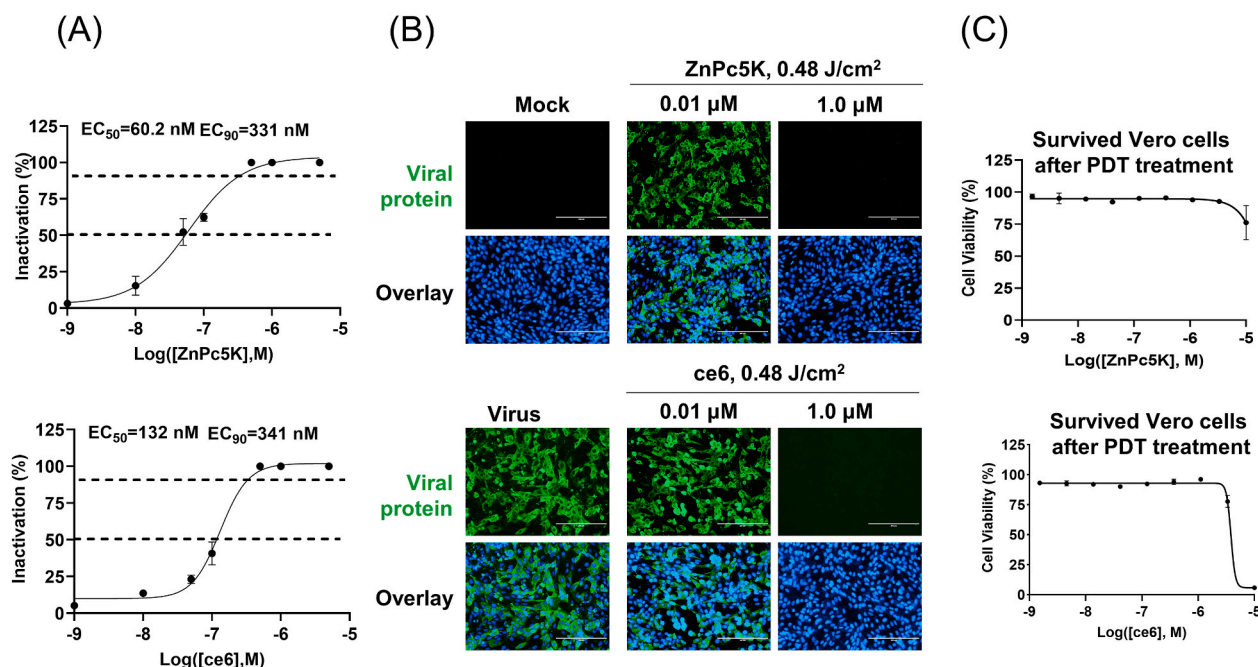 (A)
(B)
(C)
EC50=60.2 nM EC90=331 nM
Inactivation (%)
125
100
75
50
25
0
-9 -8 -7 -6 -5
Log([ZnPc5K],M)
EC50=132 nM EC90=341 nM
Inactivation (%)
125
100
75
50
25
0
-9 -8 -7 -6 -5
Log([ce6],M)
ZnPc5K, 0.48 J/cm²
Mock 0.01 µM 1.0 µM
Viral
protein
Overlay
ce6, 0.48 J/cm²
Virus 0.01 µM 1.0 µM
Viral
protein
Overlay
Survived Vero cells
after PDT treatment
Cell Viability (%)
125
100
75
50
25
0
-9 -8 -7 -6 -5
Log([ZnPc5K], M)
Survived Vero cells
after PDT treatment
Cell Viability (%)
125
100
75
50
25
0
-9 -8 -7 -6 -5
Log([ce6], M)